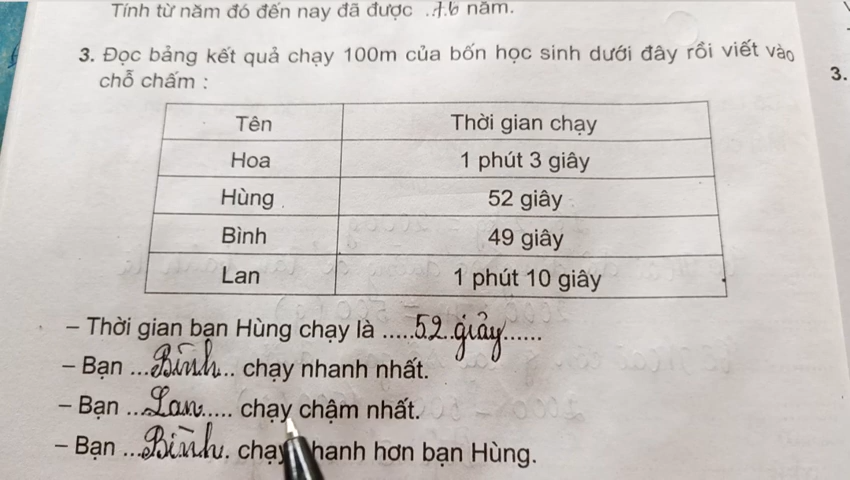 Tính từ năm đó đến nay đã được ..16 năm.
3. Đọc bảng kết quả chạy 100m của bốn học sinh dưới đây rồi viết vào
chỗ chấm :
Tên Thời gian chạy
Hoa 1 phút 3 giây
Hùng 52 giây
Bình 49 giây
Lan 1 phút 10 giây
– Thời gian bạn Hùng chạy là .....52.giây......
– Bạn ...Bình... chạy nhanh nhất.
– Bạn ...Lan..... chạy chậm nhất.
– Bạn ...Bình. chạy nhanh hơn bạn Hùng.
3.